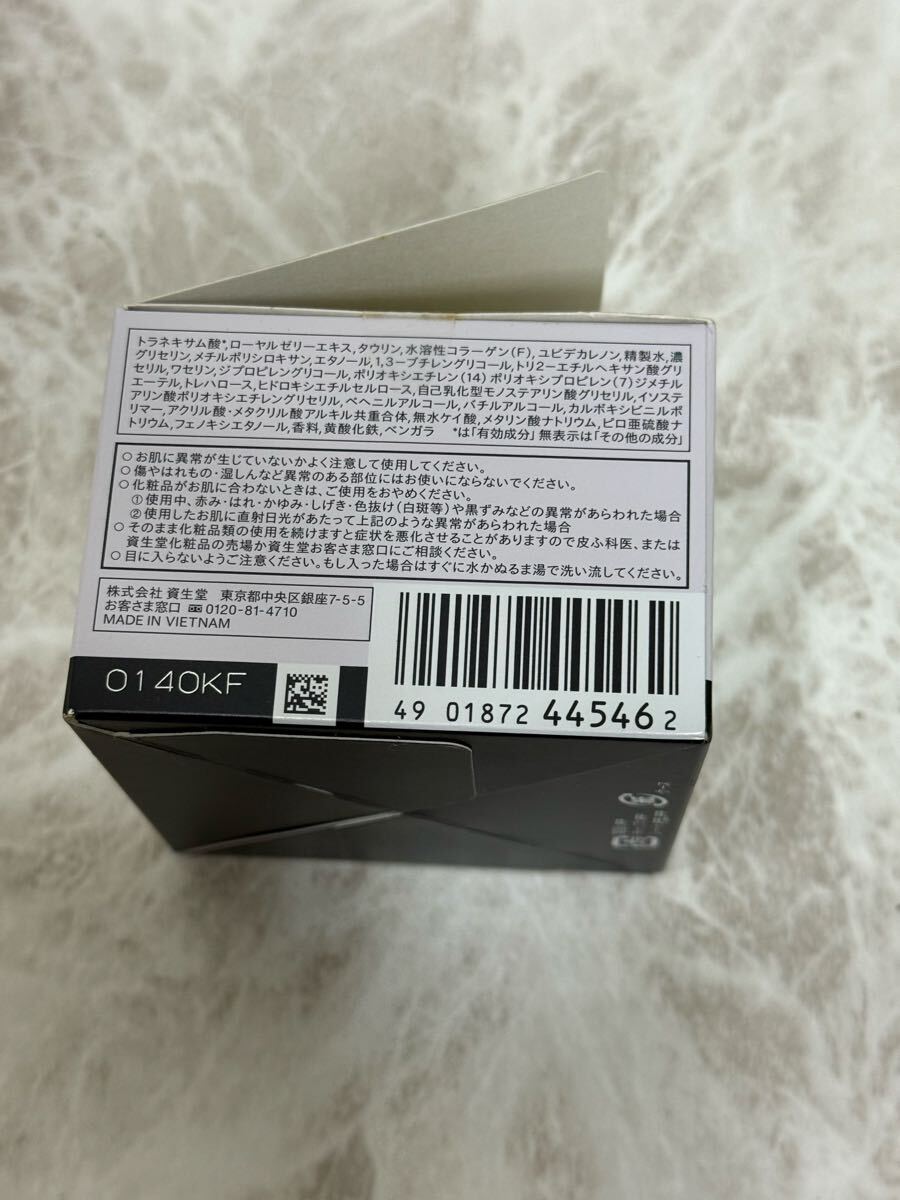 トラネキサム酸*,ローヤルゼリーエキス,タウリン,水溶性コラーゲン(F),ユビデカレノン,精製水,濃
グリセリン,メチルポリシロキサン,エタノール,1,3−ブチレングリコール,トリ2−エチルヘキサン酸グリ
セリル,ワセリン,ジプロピレングリコール,ポリオキシエチレン(14)ポリオキシプロピレン(7)ジメチル
エーテル,トレハロース,ヒドロキシエチルセルロース,自己乳化型モノステアリン酸グリセリル,イソステ
アリン酸ポリオキシエチレングリセリル,ベヘニルアルコール,バチルアルコール,カルボキシビニルポ
リマー,アクリル酸・メタクリル酸アルキル共重合体,無水ケイ酸,メタリン酸ナトリウム,ピロ亜硫酸ナ
トリウム,フェノキシエタノール,香料,黄酸化鉄,ベンガラ *は「有効成分」無表示は「その他の成分」
○お肌に異常が生じていないかよく注意して使用してください。
○傷やはれもの・湿しんなど異常のある部位にはお使いにならないでください。
○化粧品がお肌に合わないときは、ご使用をおやめください。
①使用中、赤み・はれ・かゆみ・しげき・色抜け(白斑等)や黒ずみなどの異常があらわれた場合
②使用したお肌に直射日光があたって上記のような異常があらわれた場合
○そのまま化粧品類の使用を続けますと症状を悪化させることがありますので皮ふ科医、または
資生堂化粧品の売場か資生堂お客さま窓口にご相談ください。
○目に入らないようご注意ください。もし入った場合はすぐに水かぬるま湯で洗い流してください。
株式会社 資生堂 東京都中央区銀座7-5-5
お客さま窓口 0120-81-4710
MADE IN VIETNAM
0140KF
49 01872 44546 2